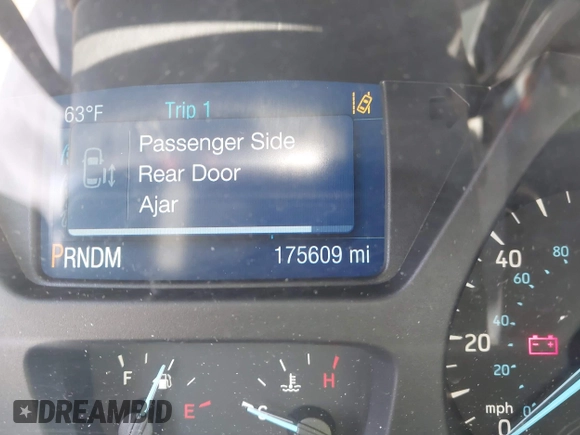 63°F Trip 1
Passenger Side
Rear Door
Ajar
PRNDM 175609 mi
40 80
60
40
20
20
mph 0
0
F H
E C
DREAMBID